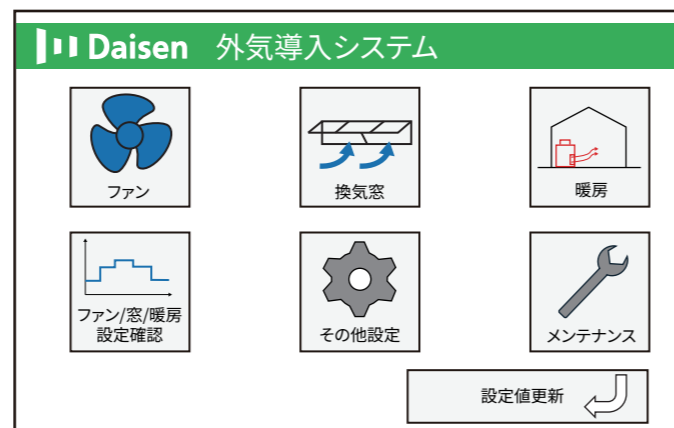 Daisen 外気導入システム
ファン
換気窓
暖房
ファン/窓/暖房
設定確認
その他設定
メンテナンス
設定値更新